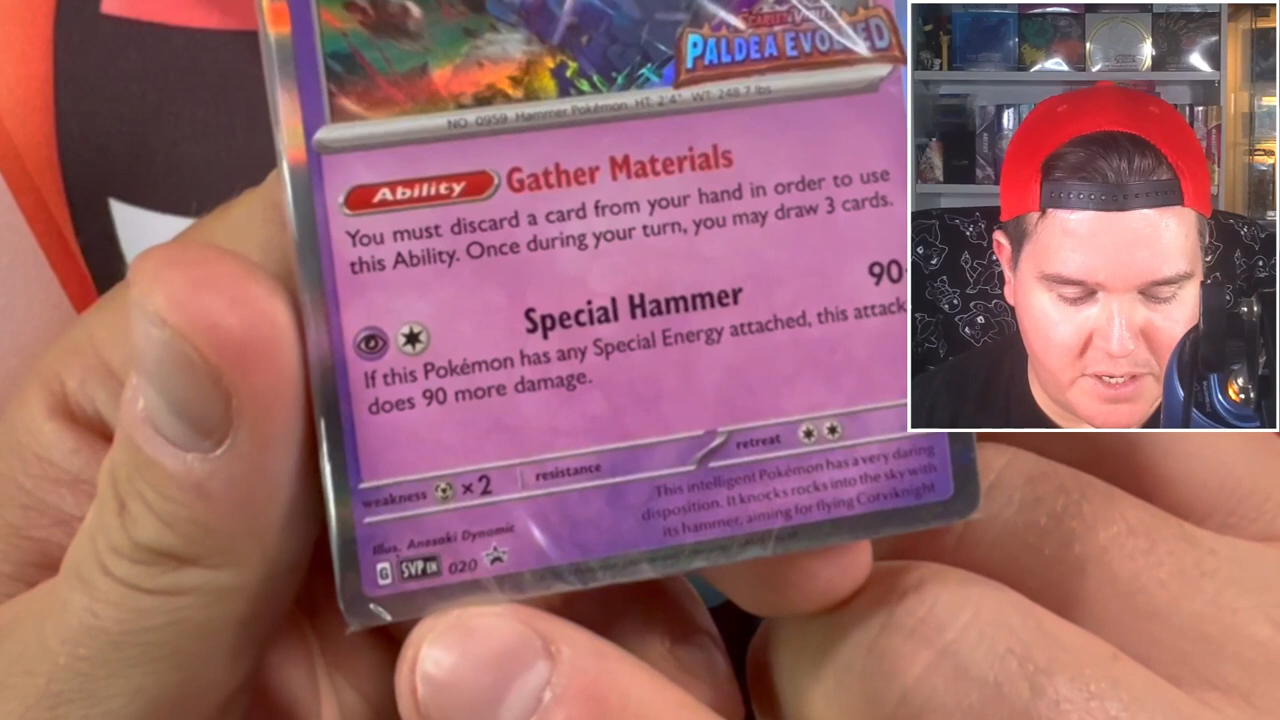 SCARLET & VIOLET
PALDEA EVOLVED
NO. 0959 Hammer Pokémon HT: 2'4" WT: 248.7 lbs
Ability Gather Materials
You must discard a card from your hand in order to use
this Ability. Once during your turn, you may draw 3 cards.
Special Hammer 90
If this Pokémon has any Special Energy attached, this attack
does 90 more damage.
weakness ×2 resistance retreat
This intelligent Pokémon has a very daring
disposition. It knocks rocks into the sky with
its hammer, aiming for flying Corviknight
Illus. Anesaki Dynamic
G SVP EN 020